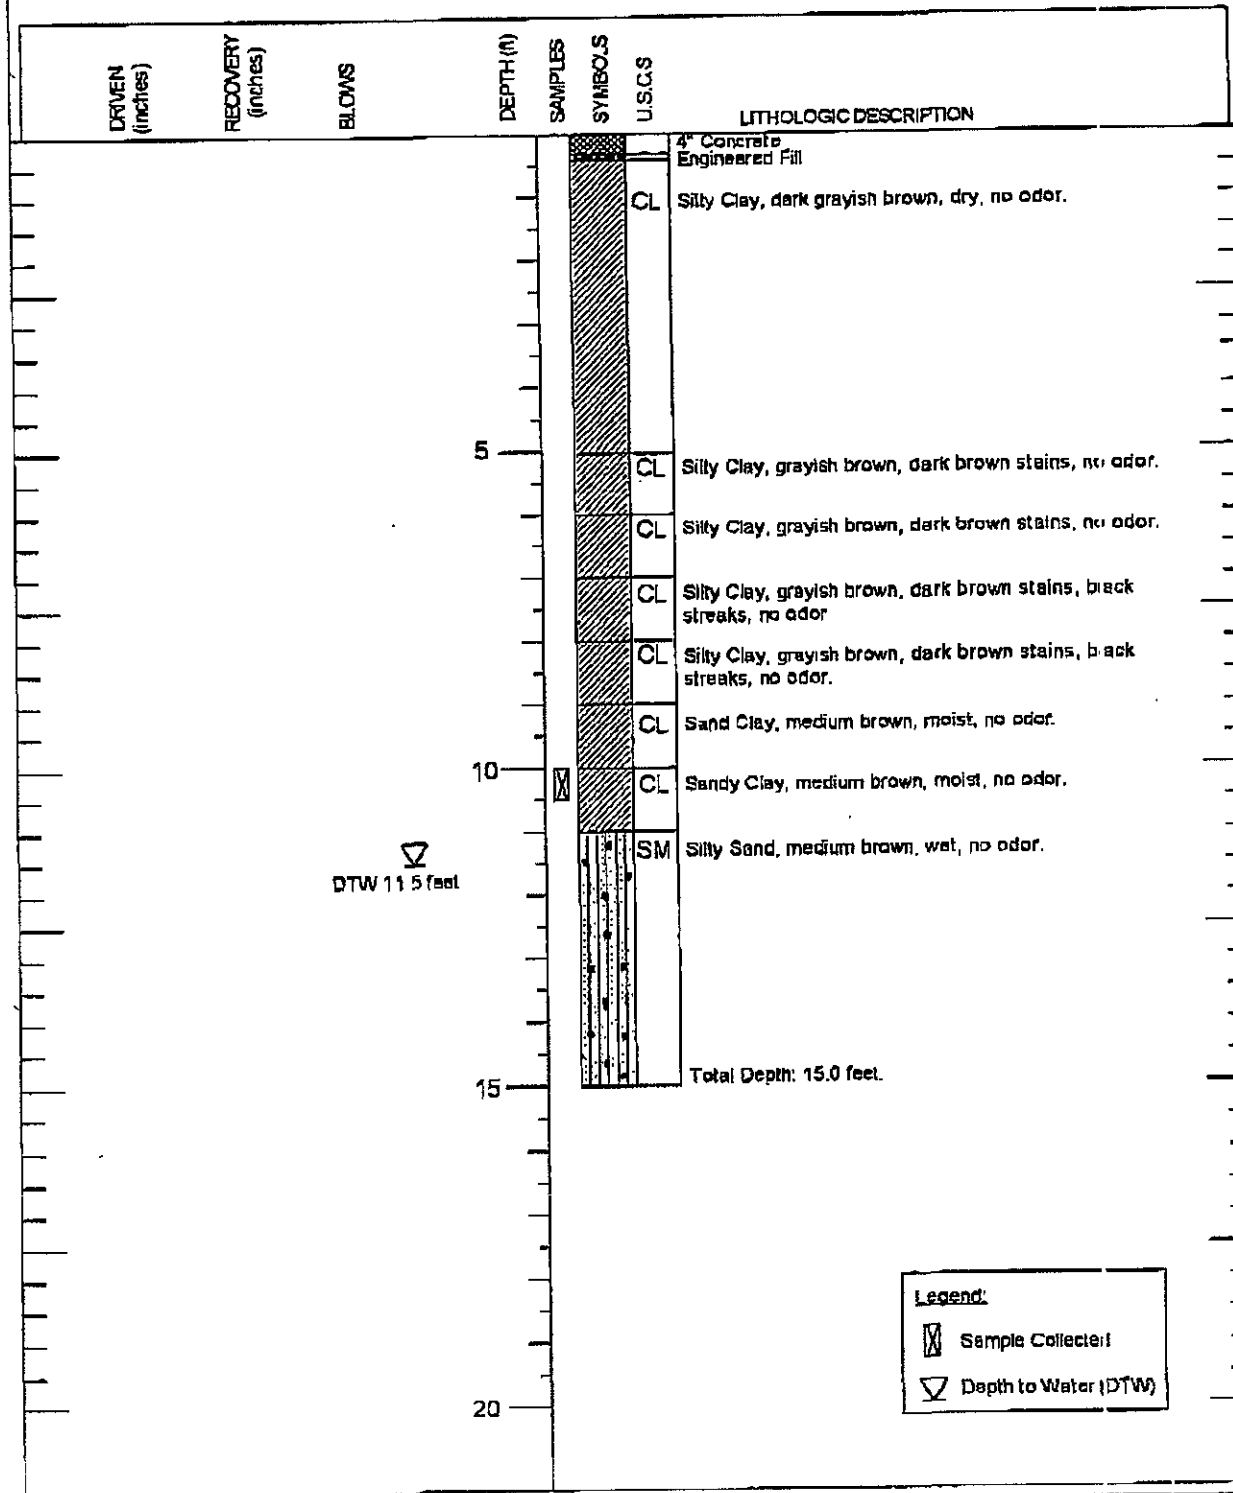 DRIVEN
(inches)
RECOVERY
(inches)
BLOWS
DEPTH (ft)
SAMPLES
SYMBOLS
U.S.C.S
LITHOLOGIC DESCRIPTION
4" Concrete
Engineered Fill
CL Silty Clay, dark grayish brown, dry, no odor.
5
CL Silty Clay, grayish brown, dark brown stains, no odor.
CL Silty Clay, grayish brown, dark brown stains, no odor.
CL Silty Clay, grayish brown, dark brown stains, black
streaks, no odor
CL Silty Clay, grayish brown, dark brown stains, black
streaks, no odor.
CL Sand Clay, medium brown, moist, no odor.
10
CL Sandy Clay, medium brown, moist, no odor.
SM Silty Sand, medium brown, wet, no odor.
DTW 11.5 feet
Total Depth: 15.0 feet.
15
Legend:
Sample Collected
Depth to Water (DTW)
20